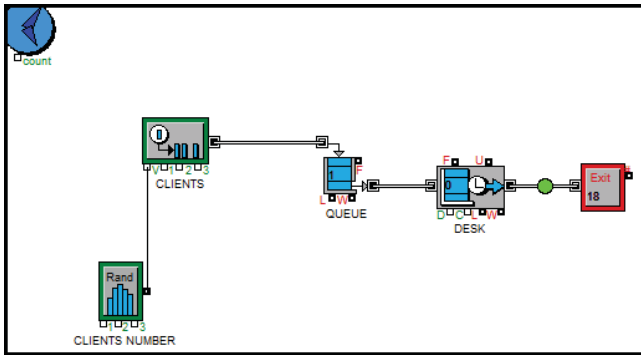 count
V 1 2 3
CLIENTS
1
F
L W
QUEUE
F U
0
D C L W
DESK
Exit
18
#
Rand
1 2 3
CLIENTS NUMBER